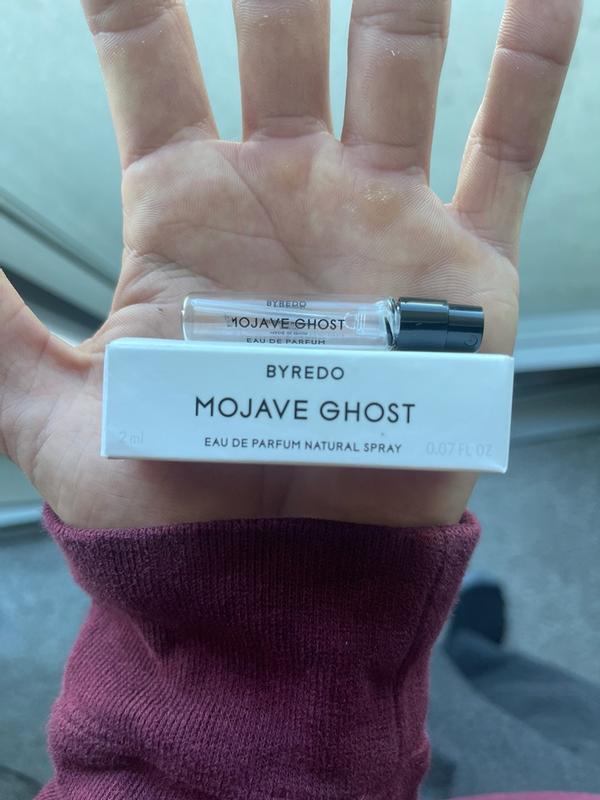 BYREDO
MOJAVE GHOST
EAU DE PARFUM
BYREDO
MOJAVE GHOST
2 ml EAU DE PARFUM NATURAL SPRAY 0.07 FL OZ